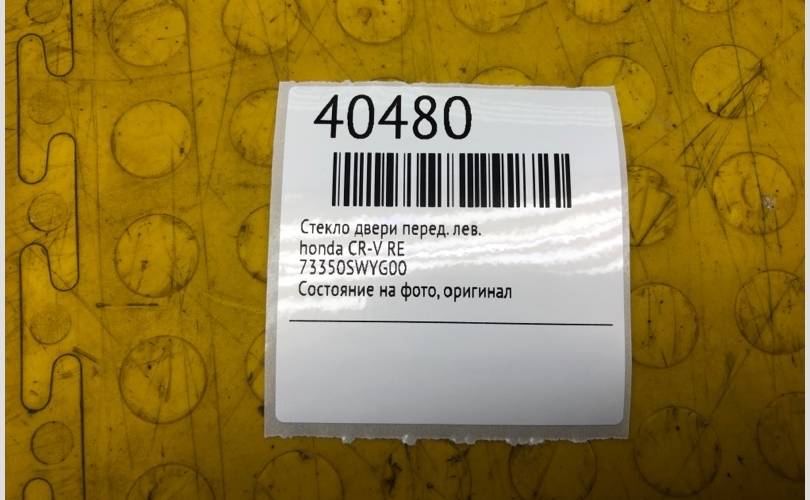 40480
Стекло двери перед. лев.
honda CR-V RE
73350SWYG00
Состояние на фото, оригинал